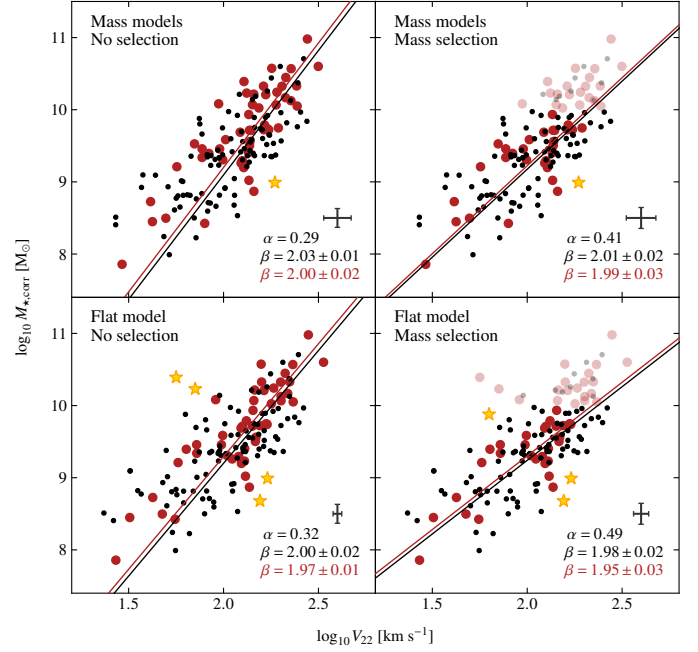 Mass models
No selection
α = 0.29
β = 2.03 ± 0.01
β = 2.00 ± 0.02
Mass models
Mass selection
α = 0.41
β = 2.01 ± 0.02
β = 1.99 ± 0.03
11
10
9
8
Flat model
No selection
α = 0.32
β = 2.00 ± 0.02
β = 1.97 ± 0.01
Flat model
Mass selection
α = 0.49
β = 1.98 ± 0.02
β = 1.95 ± 0.03
11
10
9
8
1.5 2.0 2.5 1.5 2.0 2.5
log₁₀ M⋆,corr [M⊙]
log₁₀ V₂₂ [km s⁻¹]